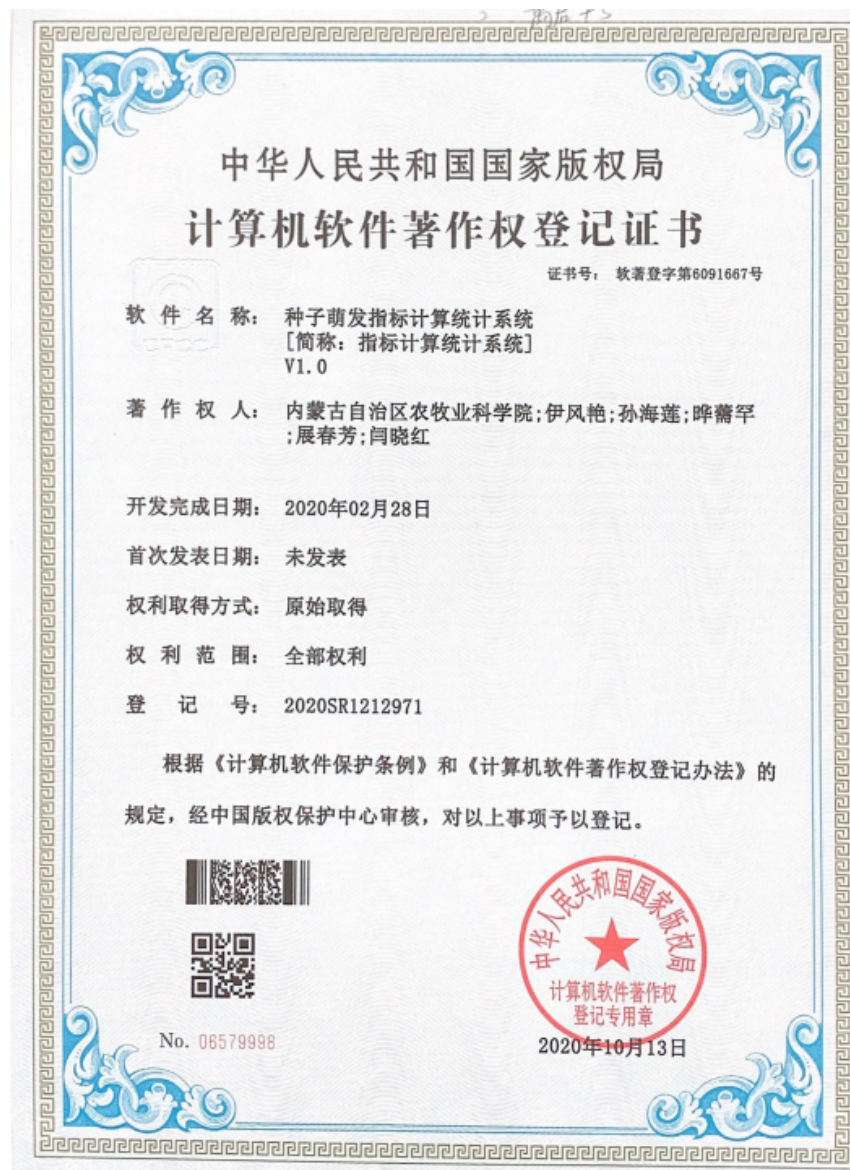 中华人民共和国国家版权局
计算机软件著作权登记证书
证书号： 软著登字第6091667号
软 件 名 称： 种子萌发指标计算统计系统
[简称：指标计算统计系统]
V1.0
著 作 权 人： 内蒙古自治区农牧业科学院;伊风艳;孙海莲;晔薷罕
;展春芳;闫晓红
开发完成日期： 2020年02月28日
首次发表日期： 未发表
权利取得方式： 原始取得
权 利 范 围： 全部权利
登 记 号： 2020SR1212971
根据《计算机软件保护条例》和《计算机软件著作权登记办法》的
规定，经中国版权保护中心审核，对以上事项予以登记。
中华人民共和国国家版权局
计算机软件著作权
登记专用章
No. 06579998
2020年10月13日